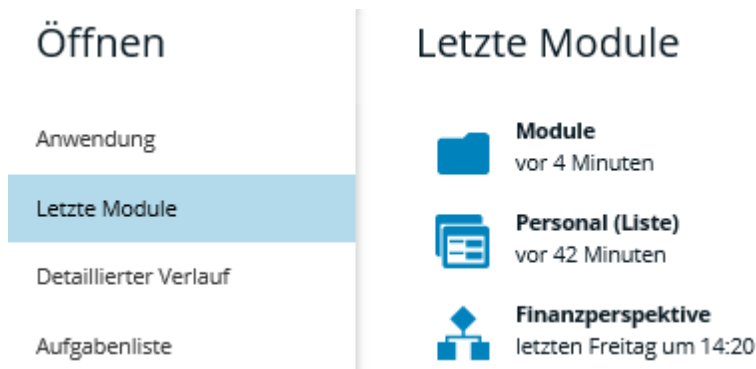 Öffnen
Anwendung
Letzte Module
Detaillierter Verlauf
Aufgabenliste
Letzte Module
Module
vor 4 Minuten
Personal (Liste)
vor 42 Minuten
Finanzperspektive
letzten Freitag um 14:20